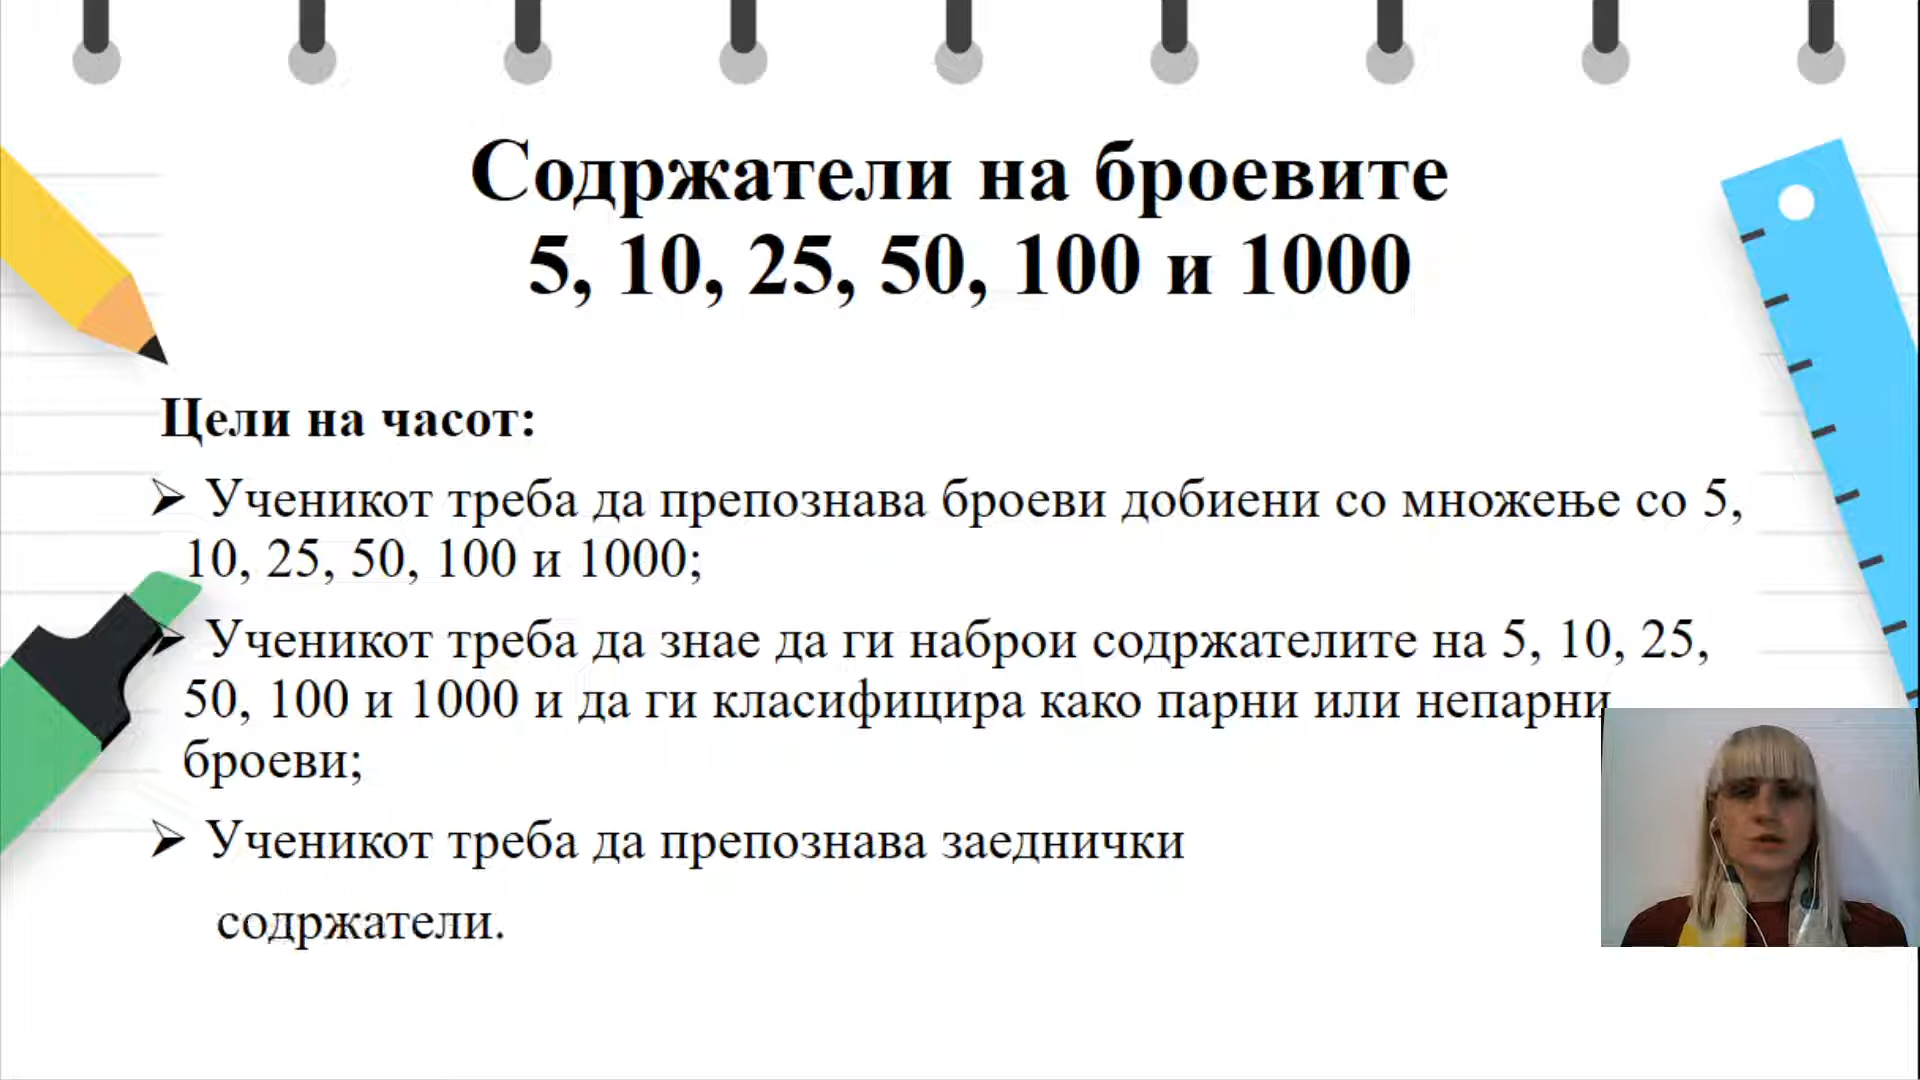 Содржатели на броевите
5, 10, 25, 50, 100 и 1000
Цели на часот:
Ученикот треба да препознава броеви добиени со множење со 5,
10, 25, 50, 100 и 1000;
Ученикот треба да знае да ги наброи содржателите на 5, 10, 25,
50, 100 и 1000 и да ги класифицира како парни или непарни
броеви;
Ученикот треба да препознава заеднички
содржатели.